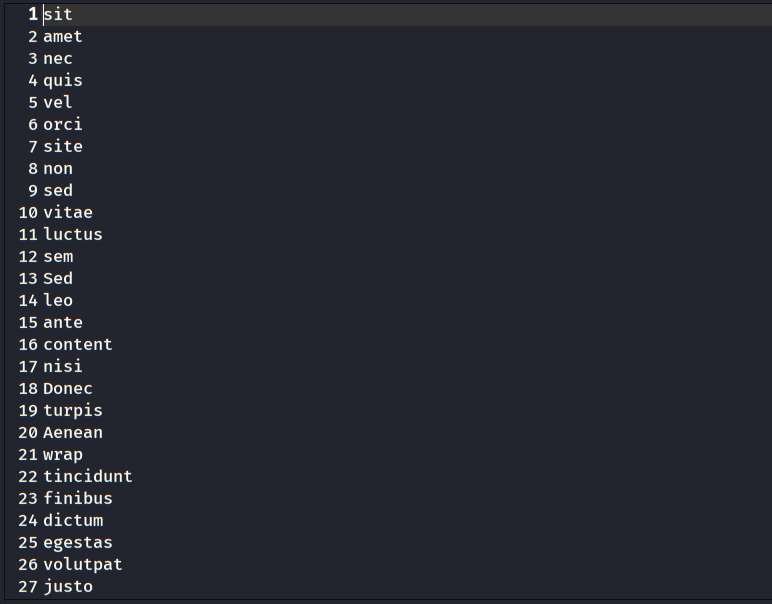 1 sit
2 amet
3 nec
4 quis
5 vel
6 orci
7 site
8 non
9 sed
10 vitae
11 luctus
12 sem
13 Sed
14 leo
15 ante
16 content
17 nisi
18 Donec
19 turpis
20 Aenean
21 wrap
22 tincidunt
23 finibus
24 dictum
25 egestas
26 volutpat
27 justo